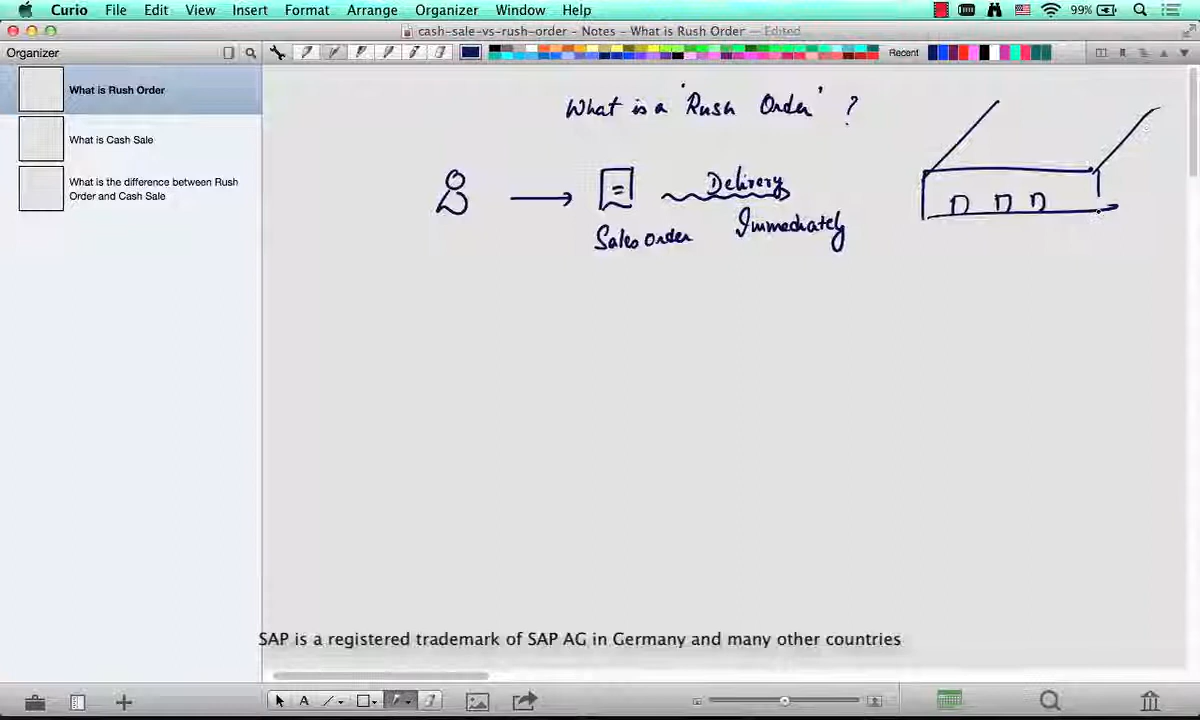 Curio File Edit View Insert Format Arrange Organizer Window Help 99%
cash-sale-vs-rush-order - Notes - What is Rush Order — Edited
Organizer
Recent
What is Rush Order
What is Cash Sale
What is the difference between Rush
Order and Cash Sale
What is a 'Rush Order' ?
Delivery
Immediately
Sales Order
SAP is a registered trademark of SAP AG in Germany and many other countries
A